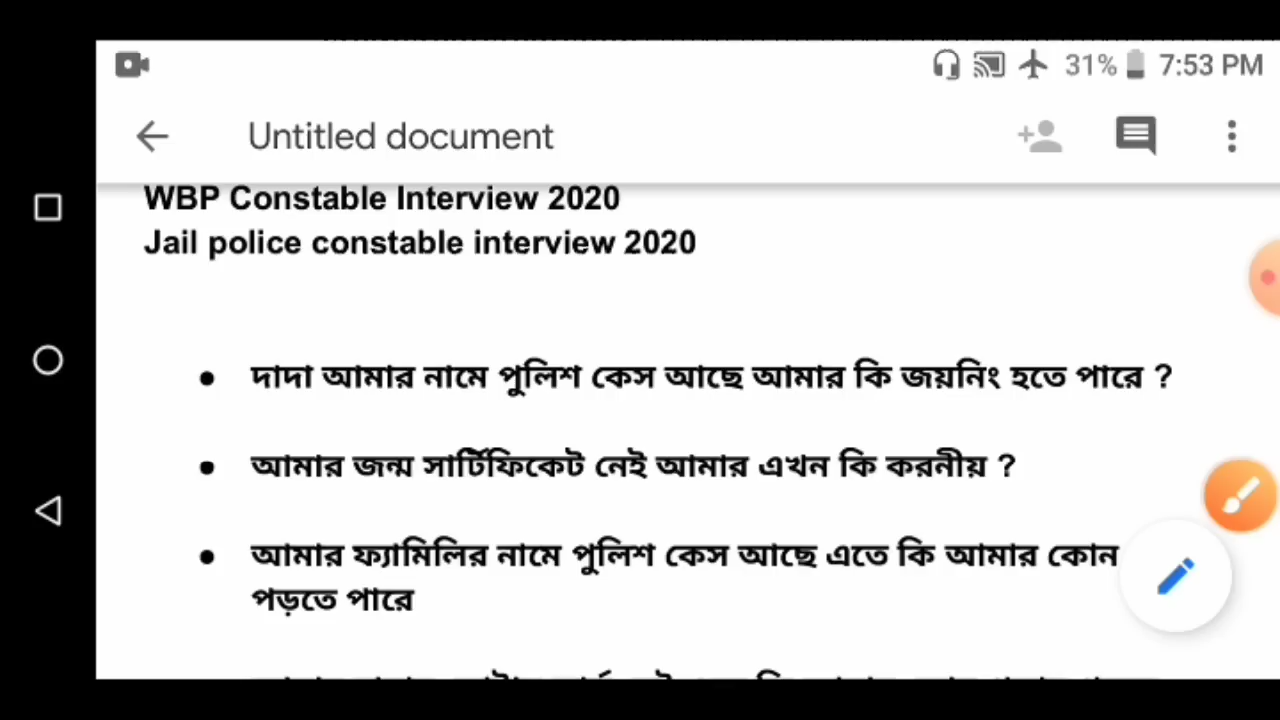 31% 7:53 PM
Untitled document
WBP Constable Interview 2020
Jail police constable interview 2020
দাদা আমার নামে পুলিশ কেস আছে আমার কি জয়নিং হতে পারে ?
আমার জন্ম সার্টিফিকেট নেই আমার এখন কি করনীয় ?
আমার ফ্যামিলির নামে পুলিশ কেস আছে এতে কি আমার কোন
পড়তে পারে